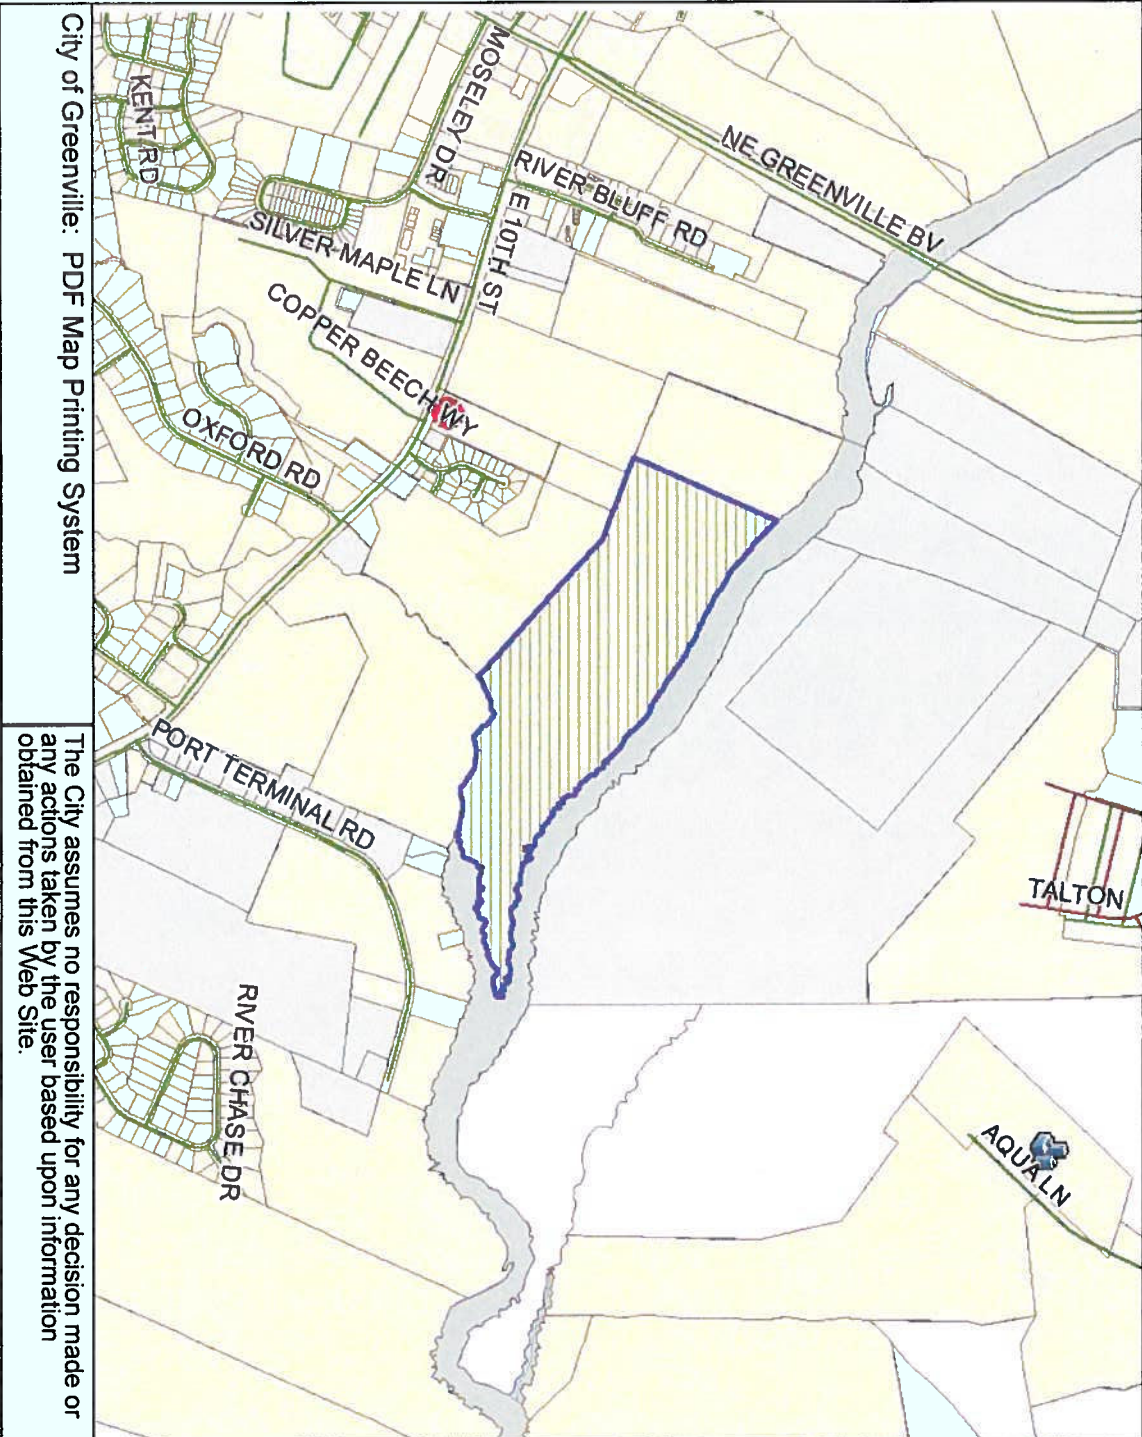 MOSELEY DR
KENT RD
NE GREENVILLE BV
RIVER BLUFF RD
E 10TH ST
SILVER MAPLE LN
COPPER BEECH WY
OXFORD RD
PORT TERMINAL RD
TALTON
RIVER CHASE DR
AQUA LN
City of Greenville: PDF Map Printing System
The City assumes no responsibility for any decision made or
any actions taken by the user based upon information
obtained from this Web Site.